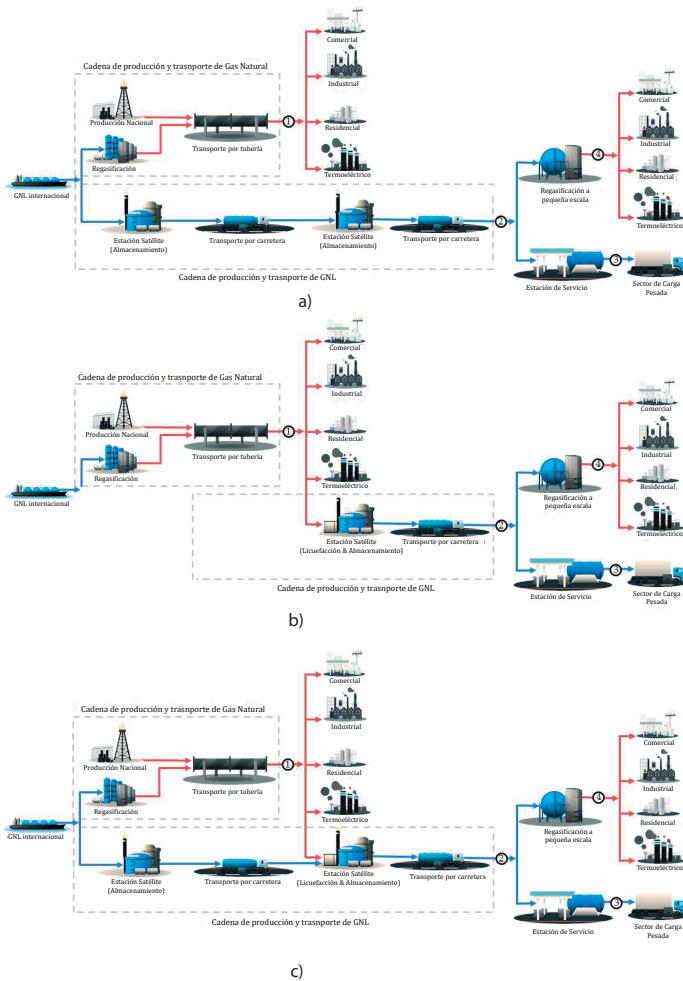 Comercial
Cadena de producción y trasnporte de Gas Natural
Industrial
Comercial
Producción Nacional
1
Residencial
Industrial
Transporte por tubería
Regasificación
4
Termoeléctrico
Residencial
GNL internacional
Regasificación a
pequeña escala
Termoeléctrico
2
Estación Satélite
(Almacenamiento)
Transporte por carretera
Estación Satélite
(Almacenamiento)
Transporte por carretera
3
Cadena de producción y trasnporte de GNL
Estación de Servicio
Sector de Carga
Pesada
a)
Comercial
Cadena de producción y trasnporte de Gas Natural
Industrial
Comercial
Producción Nacional
1
Residencial
Industrial
Transporte por tubería
Regasificación
4
Termoeléctrico
Residencial
GNL internacional
Regasificación a
pequeña escala
Termoeléctrico
2
Estación Satélite
(Licuefacción & Almacenamiento)
Transporte por carretera
3
Cadena de producción y trasnporte de GNL
Estación de Servicio
Sector de Carga
Pesada
b)
Comercial
Cadena de producción y trasnporte de Gas Natural
Industrial
Comercial
Producción Nacional
1
Residencial
Industrial
Transporte por tubería
Regasificación
4
Termoeléctrico
Residencial
GNL internacional
Regasificación a
pequeña escala
Termoeléctrico
2
Estación Satélite
(Almacenamiento)
Transporte por carretera
Estación Satélite
(Licuefacción & Almacenamiento)
Transporte por carretera
3
Cadena de producción y trasnporte de GNL
Estación de Servicio
Sector de Carga
Pesada
c)